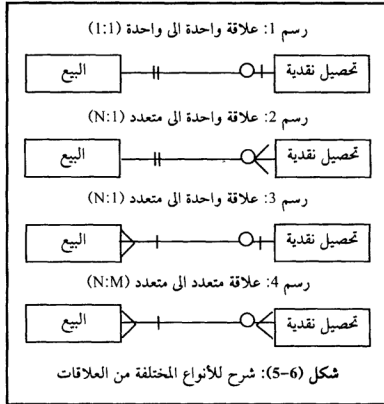 رسم 1: علاقة واحدة الى واحدة (1:1)
تحصيل نقدية البيع
رسم 2: علاقة واحدة الى متعدد (N:1)
تحصيل نقدية البيع
رسم 3: علاقة واحدة الى متعدد (N:1)
تحصيل نقدية البيع
رسم 4: علاقة متعدد الى متعدد (N:M)
تحصيل نقدية البيع
شكل (6-5): شرح للأنواع المختلفة من العلاقات